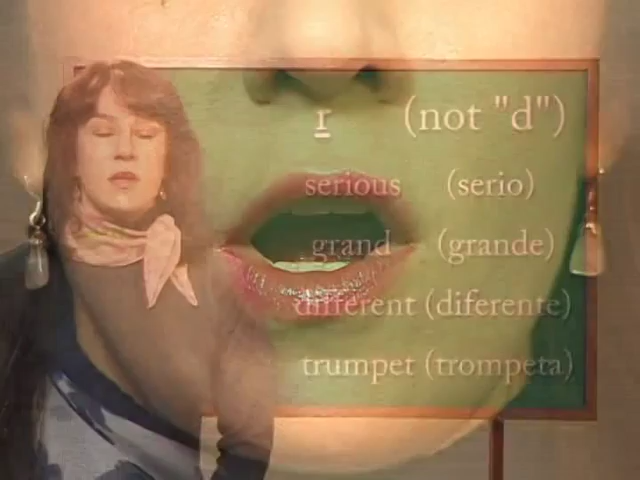 r (not "d")
serious (serio)
grand (grande)
different (diferente)
trumpet (trompeta)